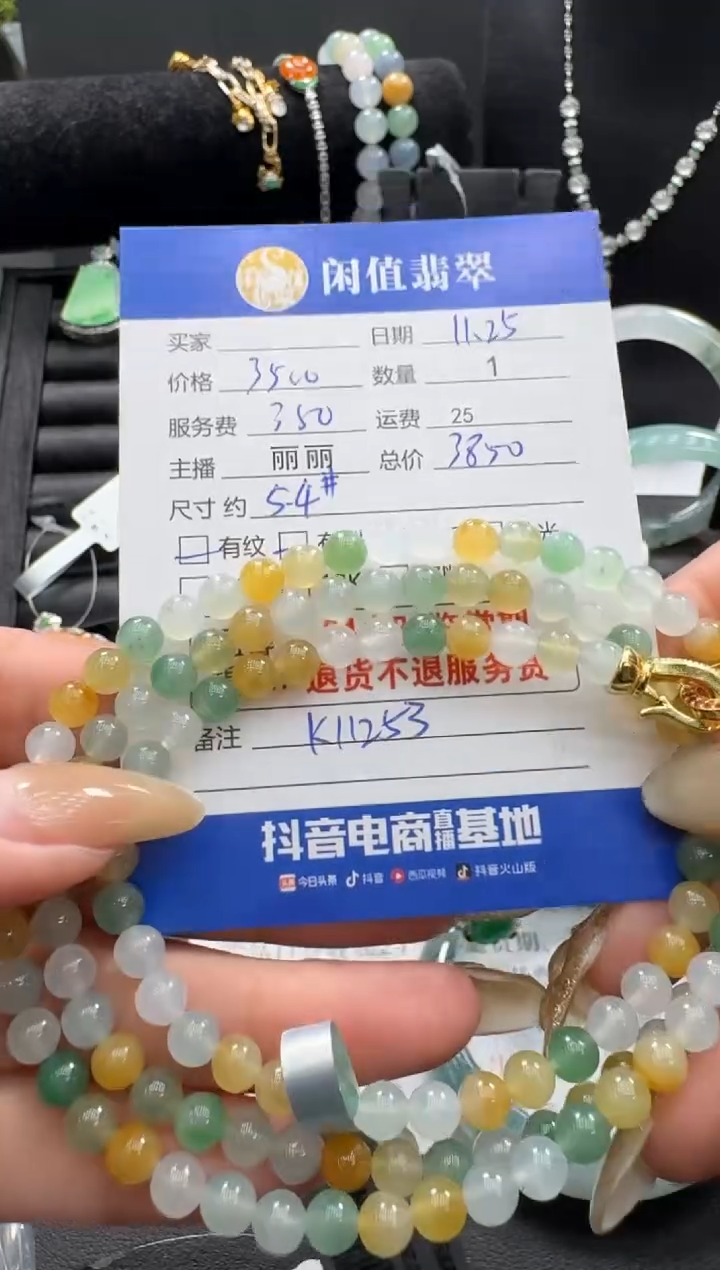 闲值翡翠
买家 日期 11.25
价格 3500 数量 1
服务费 350 运费 25
主播 丽丽 总价 3850
尺寸约 5.4#
有纹 有
退货不退服务费
备注 K11253
抖音电商直播基地
今日头条 抖音 西瓜视频 抖音火山版